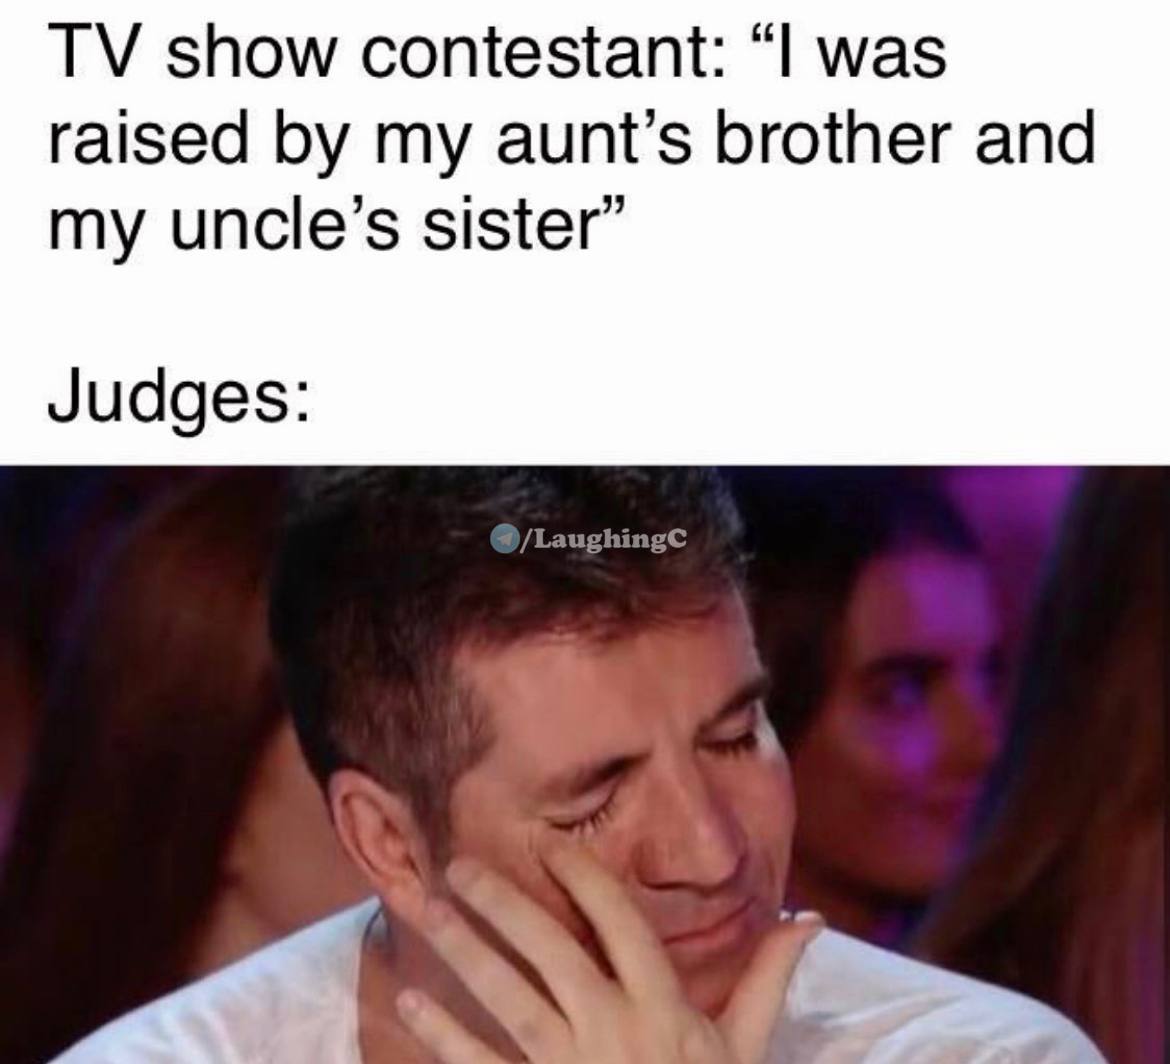 TV show contestant: “I was
raised by my aunt’s brother and
my uncle’s sister”
Judges:
/LaughingC